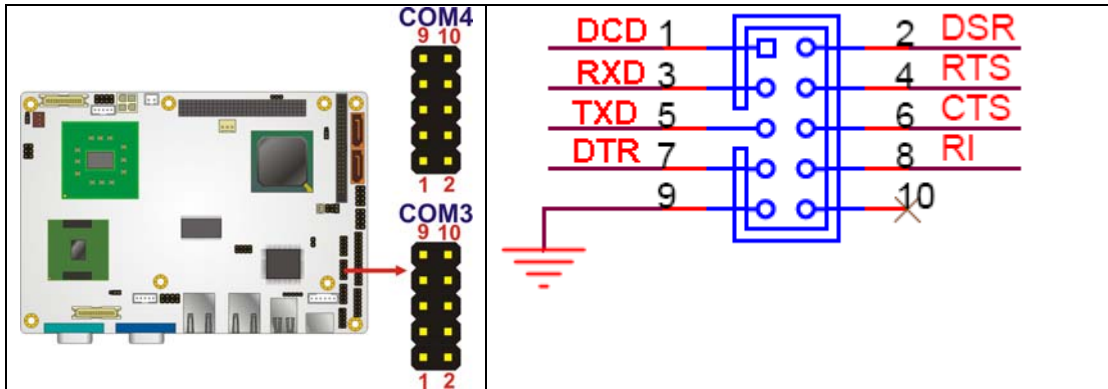 COM4
9 10
1 2
COM3
9 10
1 2
DCD 1
2 DSR
RXD 3
4 RTS
TXD 5
6 CTS
DTR 7
8 RI
9
10